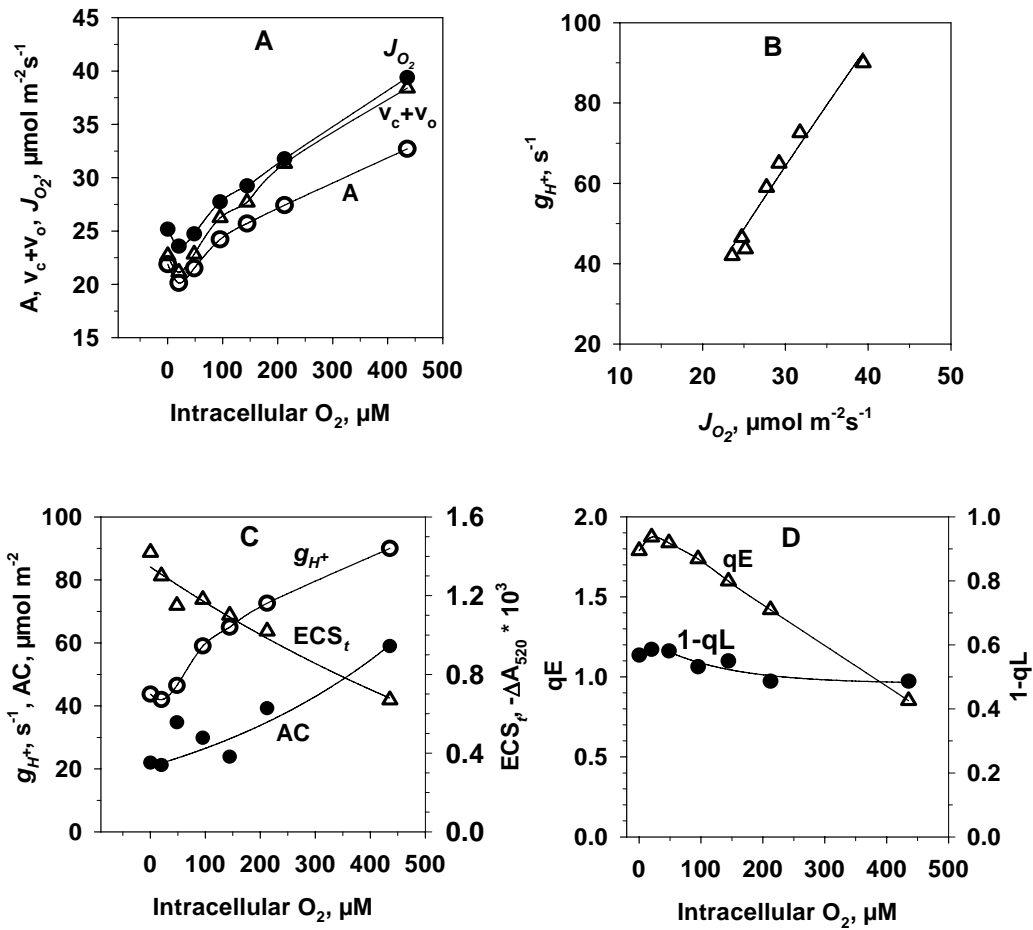 A
45
40
35
30
25
20
15
A, v_c+v_o, J_O₂, µmol m⁻²s⁻¹
J_O₂
v_c+v_o
A
0 100 200 300 400 500
Intracellular O₂, µM
B
100
80
60
40
20
g_H⁺, s⁻¹
10 20 30 40 50
J_O₂, µmol m⁻²s⁻¹
C
100
80
60
40
20
0
g_H⁺, s⁻¹, AC, µmol m⁻²
g_H⁺
ECS_t
AC
1.6
1.2
0.8
0.4
0.0
ECS_t, -ΔA₅₂₀ * 10³
0 100 200 300 400 500
Intracellular O₂, µM
D
2.0
1.5
1.0
0.5
0.0
qE
qE
1-qL
1.0
0.8
0.6
0.4
0.2
0.0
1-qL
0 100 200 300 400 500
Intracellular O₂, µM